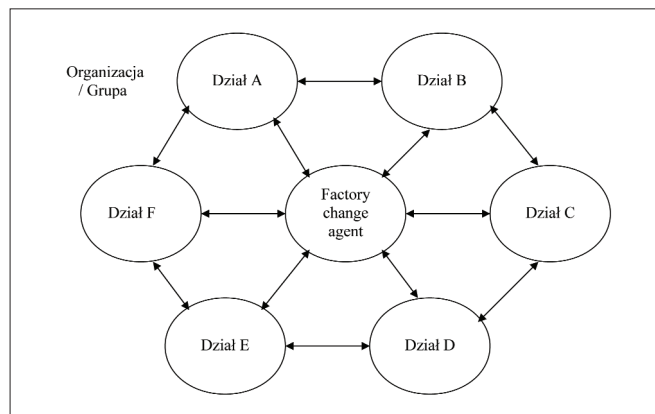 Organizacja
/ Grupa
Dział A
Dział B
Dział F
Factory
change
agent
Dział C
Dział E
Dział D